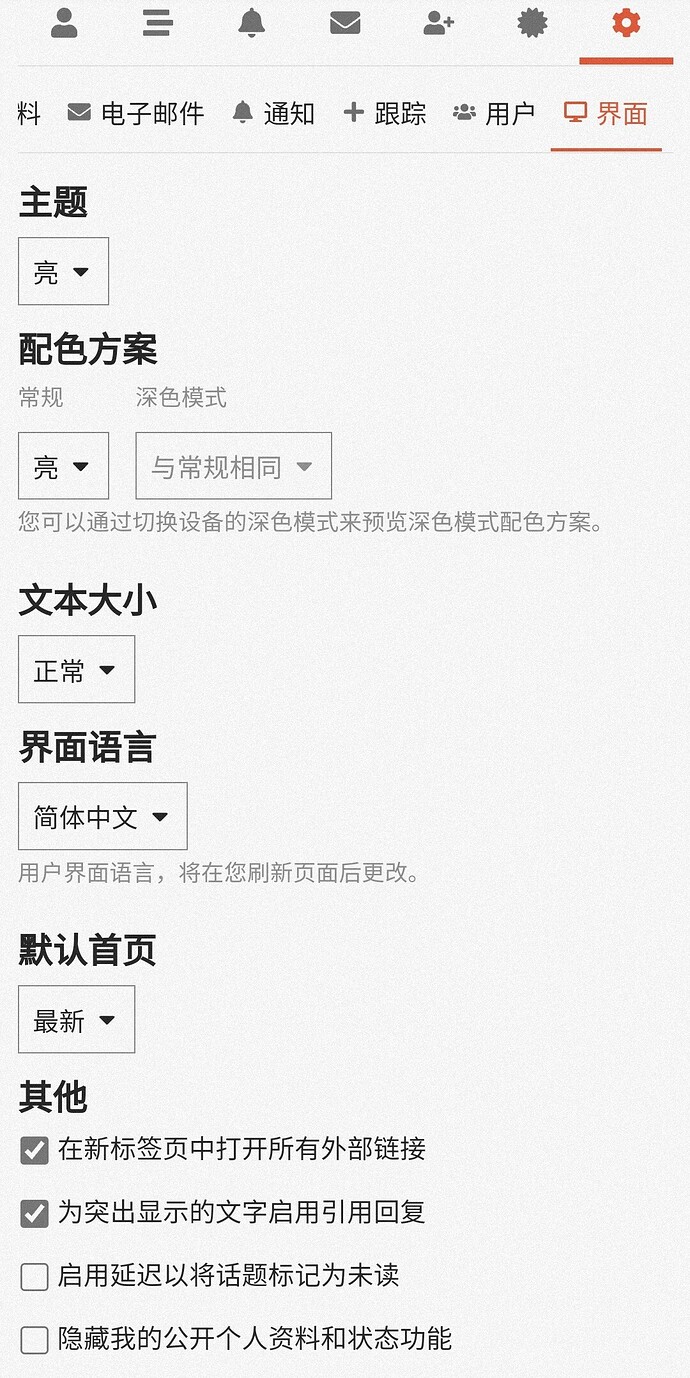 料 电子邮件 通知 跟踪 用户 界面
主题
亮
配色方案
常规 深色模式
亮 与常规相同
您可以通过切换设备的深色模式来预览深色模式配色方案。
文本大小
正常
界面语言
简体中文
用户界面语言，将在您刷新页面后更改。
默认首页
最新
其他
在新标签页中打开所有外部链接
为突出显示的文字启用引用回复
启用延迟以将话题标记为未读
隐藏我的公开个人资料和状态功能